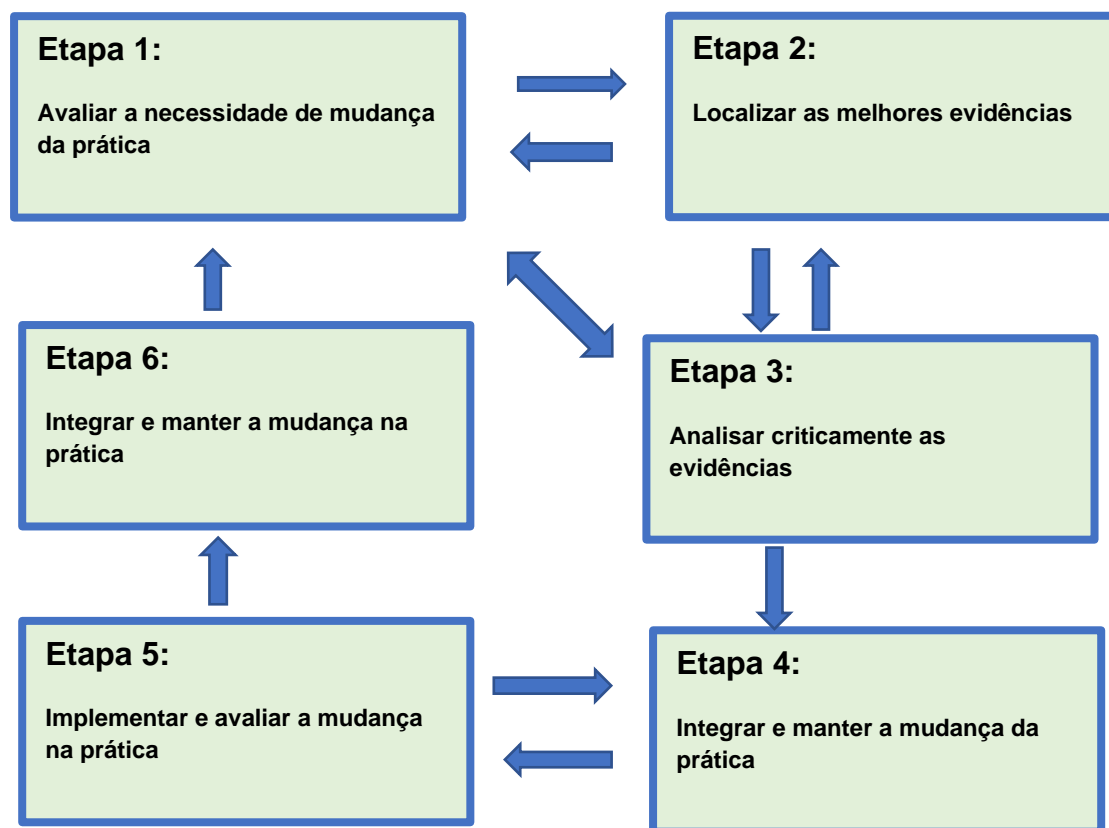 Etapa 1:
Avaliar a necessidade de mudança
da prática
Etapa 2:
Localizar as melhores evidências
Etapa 6:
Integrar e manter a mudança na
prática
Etapa 3:
Analisar criticamente as
evidências
Etapa 5:
Implementar e avaliar a mudança
na prática
Etapa 4:
Integrar e manter a mudança da
prática